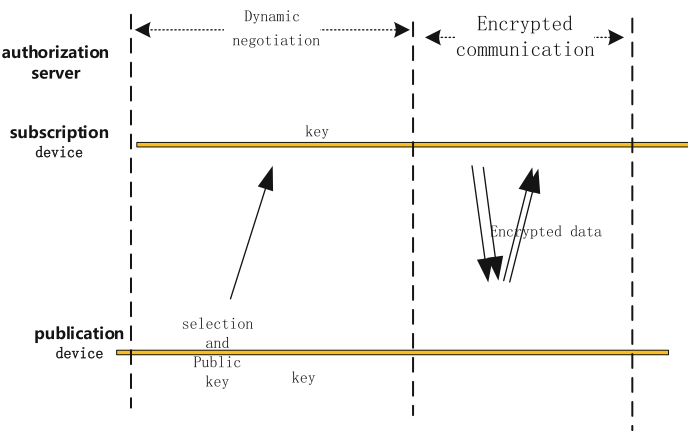 Dynamic
negotiation
Encrypted
communication
authorization
server
subscription
device
key
Encrypted data
publication
device
selection
and
Public
key
key